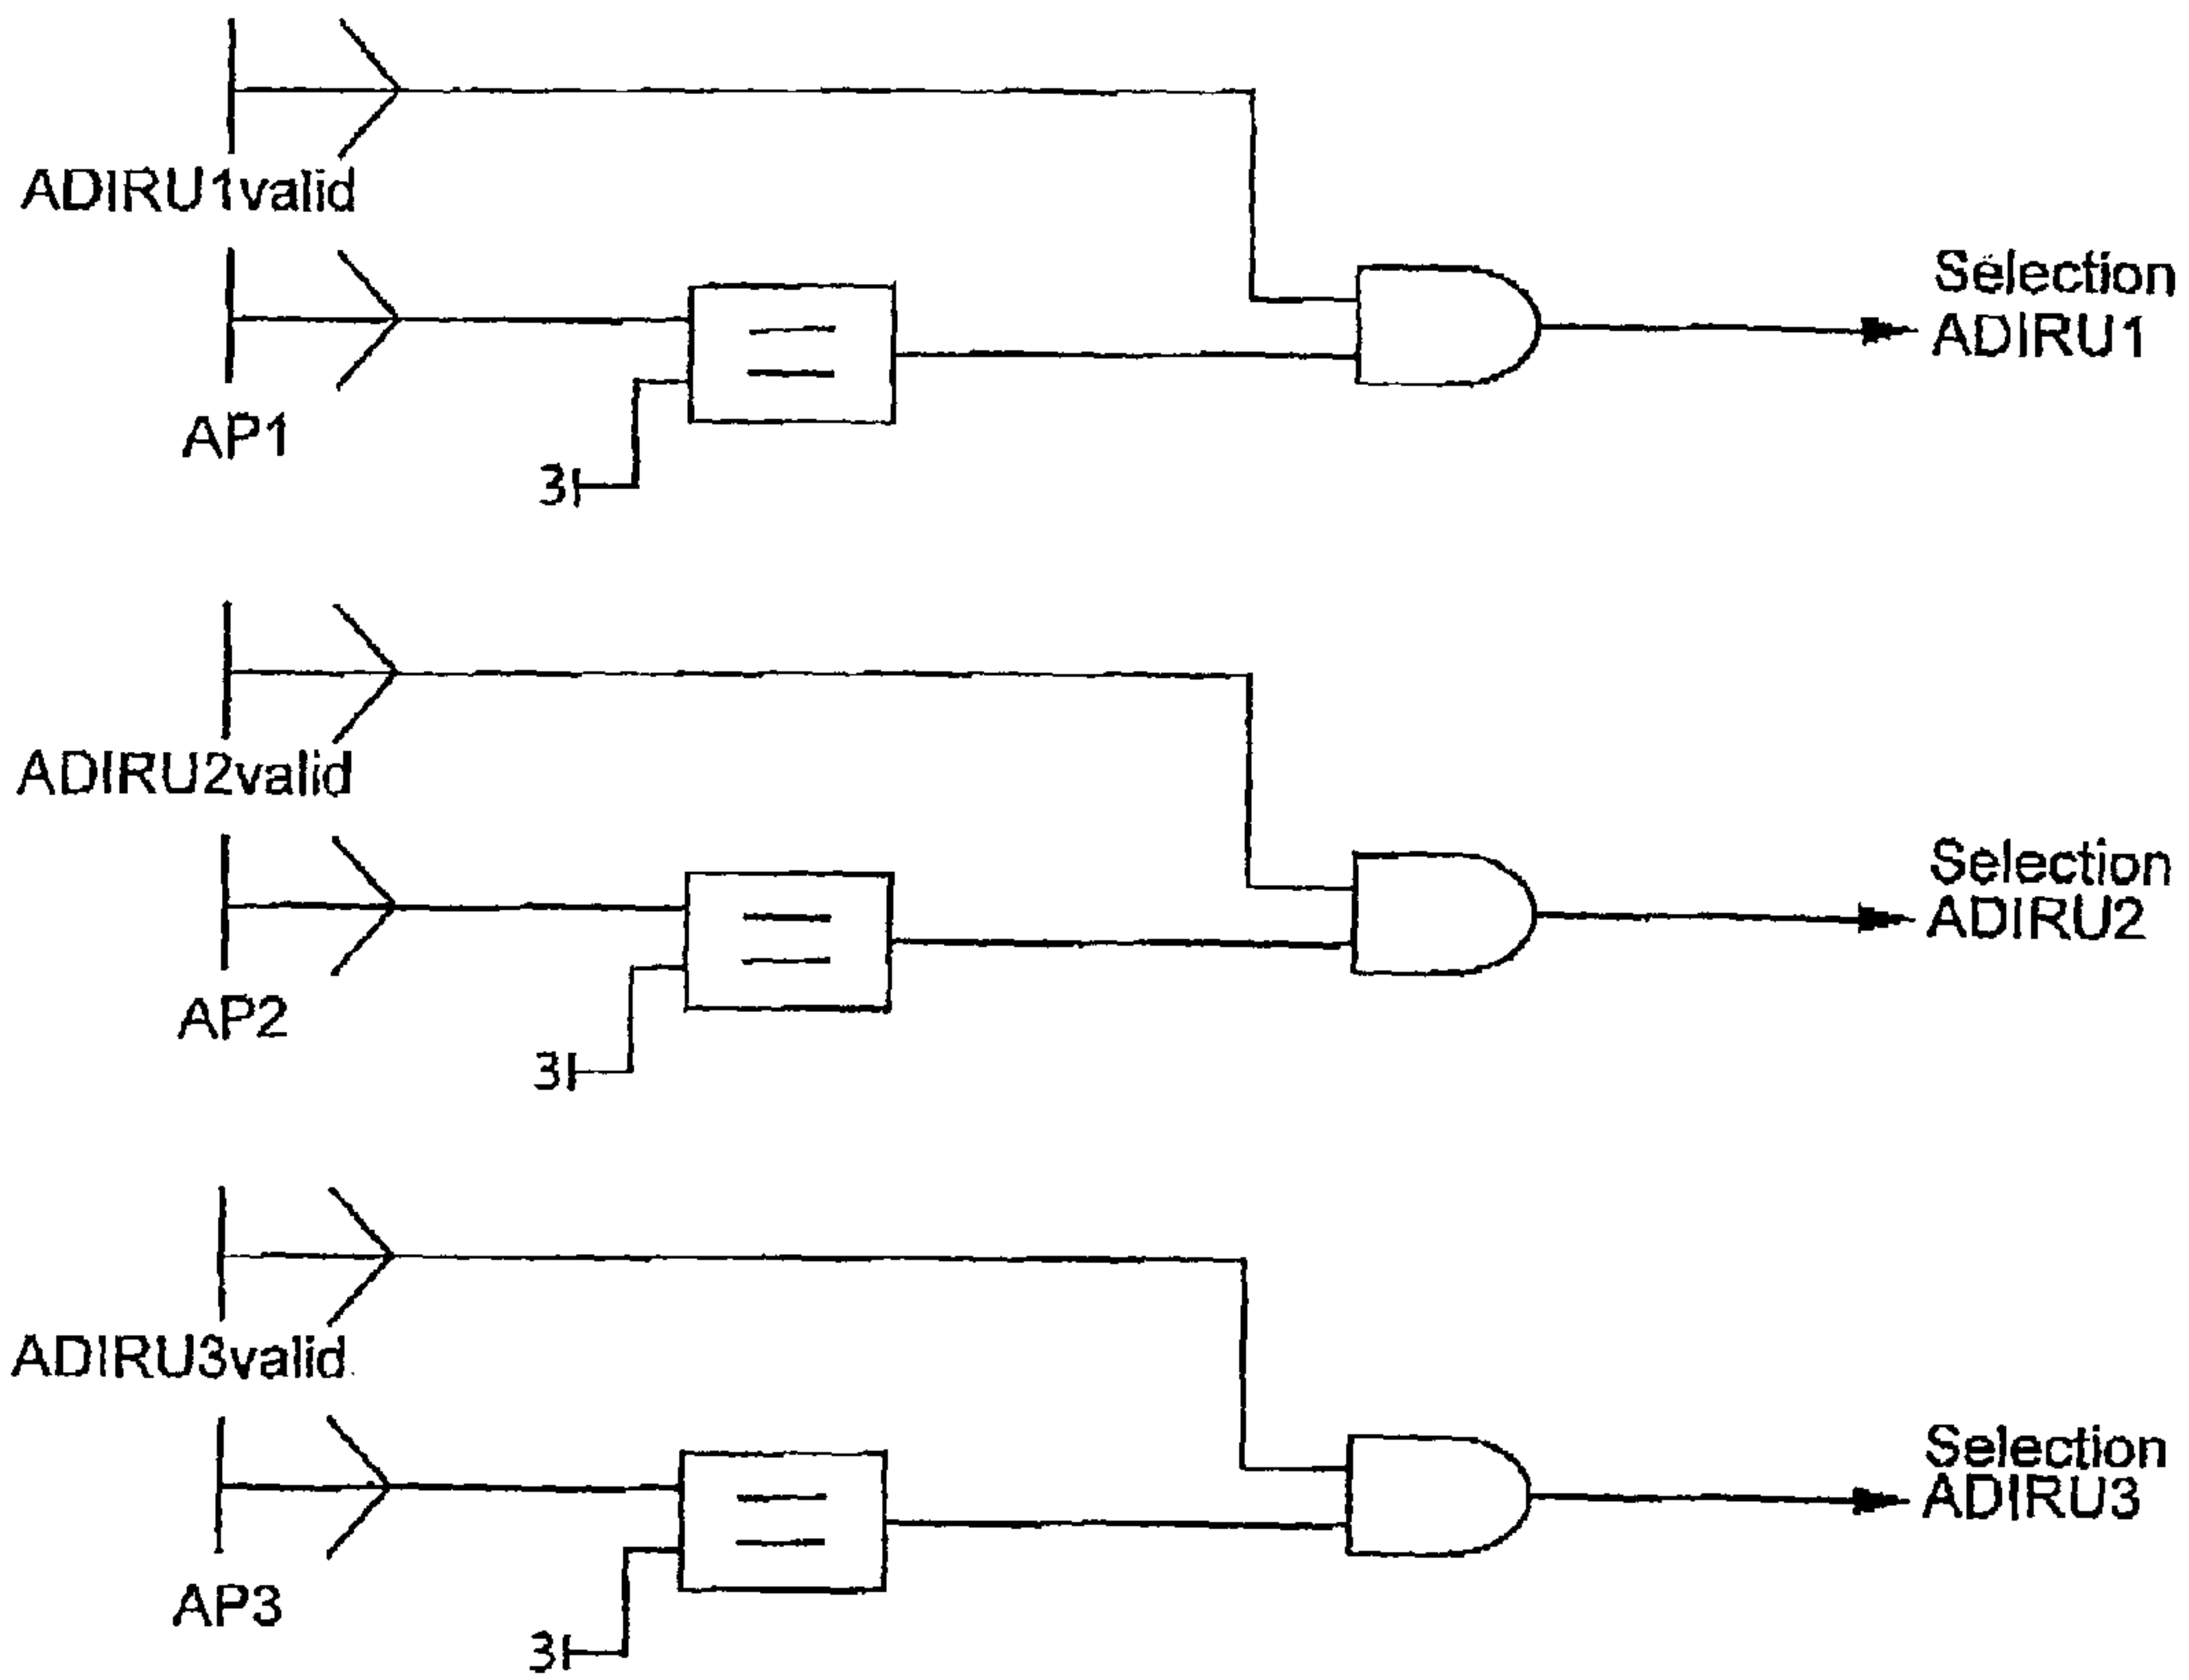 ADIRU1valid
Selection
ADIRU1
AP1
3
ADIRU2valid
Selection
ADIRU2
AP2
3
ADIRU3valid
Selection
ADIRU3
AP3
3